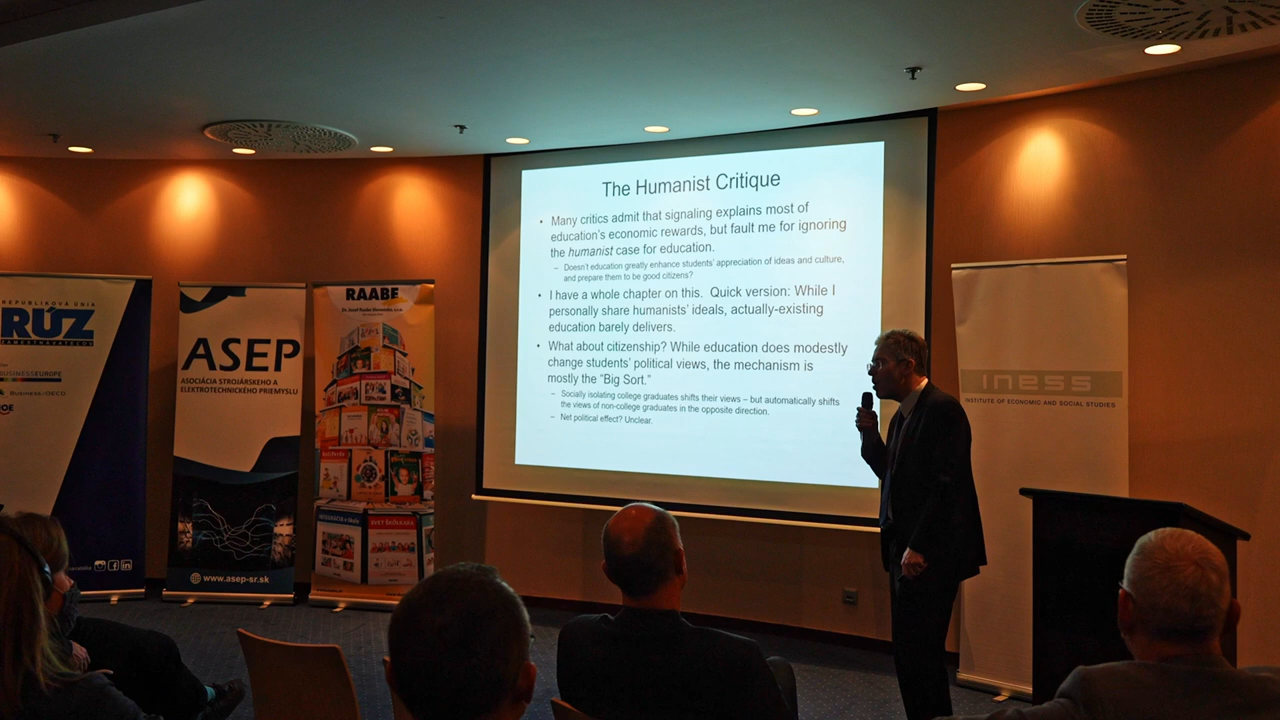 The Humanist Critique
• Many critics admit that signaling explains most of
education's economic rewards, but fault me for ignoring
the humanist case for education.
– Doesn't education greatly enhance students' appreciation of ideas and culture,
and prepare them to be good citizens?
• I have a whole chapter on this. Quick version: While I
personally share humanists' ideals, actually-existing
education barely delivers.
• What about citizenship? While education does modestly
change students' political views, the mechanism is
mostly the "Big Sort."
– Socially isolating college graduates shifts their views – but automatically shifts
the views of non-college graduates in the opposite direction.
– Net political effect? Unclear.
REPUBLIKOVÁ ÚNIA
RÚZ
ZAMESTNÁVATEĽOV
BUSINESSEUROPE
ASEP
ASOCIÁCIA STROJÁRSKEHO A
ELEKTROTECHNICKÉHO PRIEMYSLU
www.asep-sr.sk
RAABE
iness
INSTITUTE OF ECONOMIC AND SOCIAL STUDIES